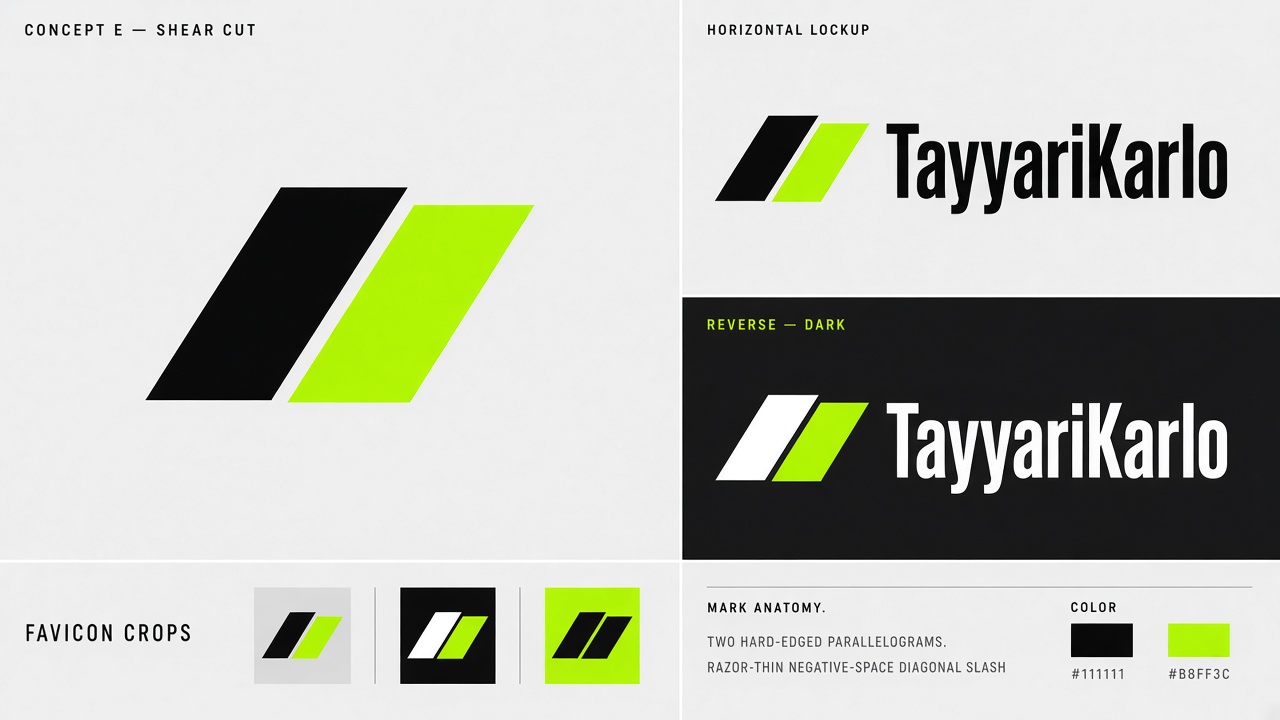 CONCEPT E — SHEAR CUT
HORIZONTAL LOCKUP
TayyariKarlo
REVERSE — DARK
TayyariKarlo
FAVICON CROPS
MARK ANATOMY.
TWO HARD-EDGED PARALLELOGRAMS.
RAZOR-THIN NEGATIVE-SPACE DIAGONAL SLASH
COLOR
#111111
#B8FF3C